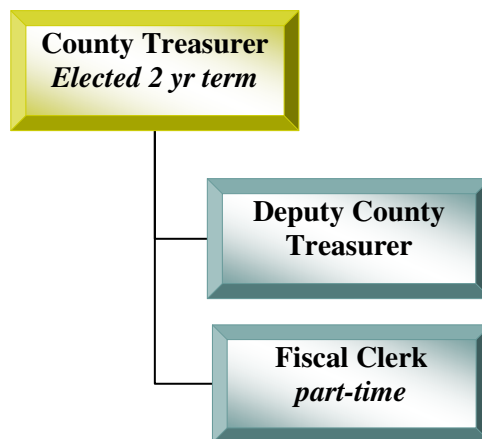 County Treasurer
Elected 2 yr term
Deputy County
Treasurer
Fiscal Clerk
part-time